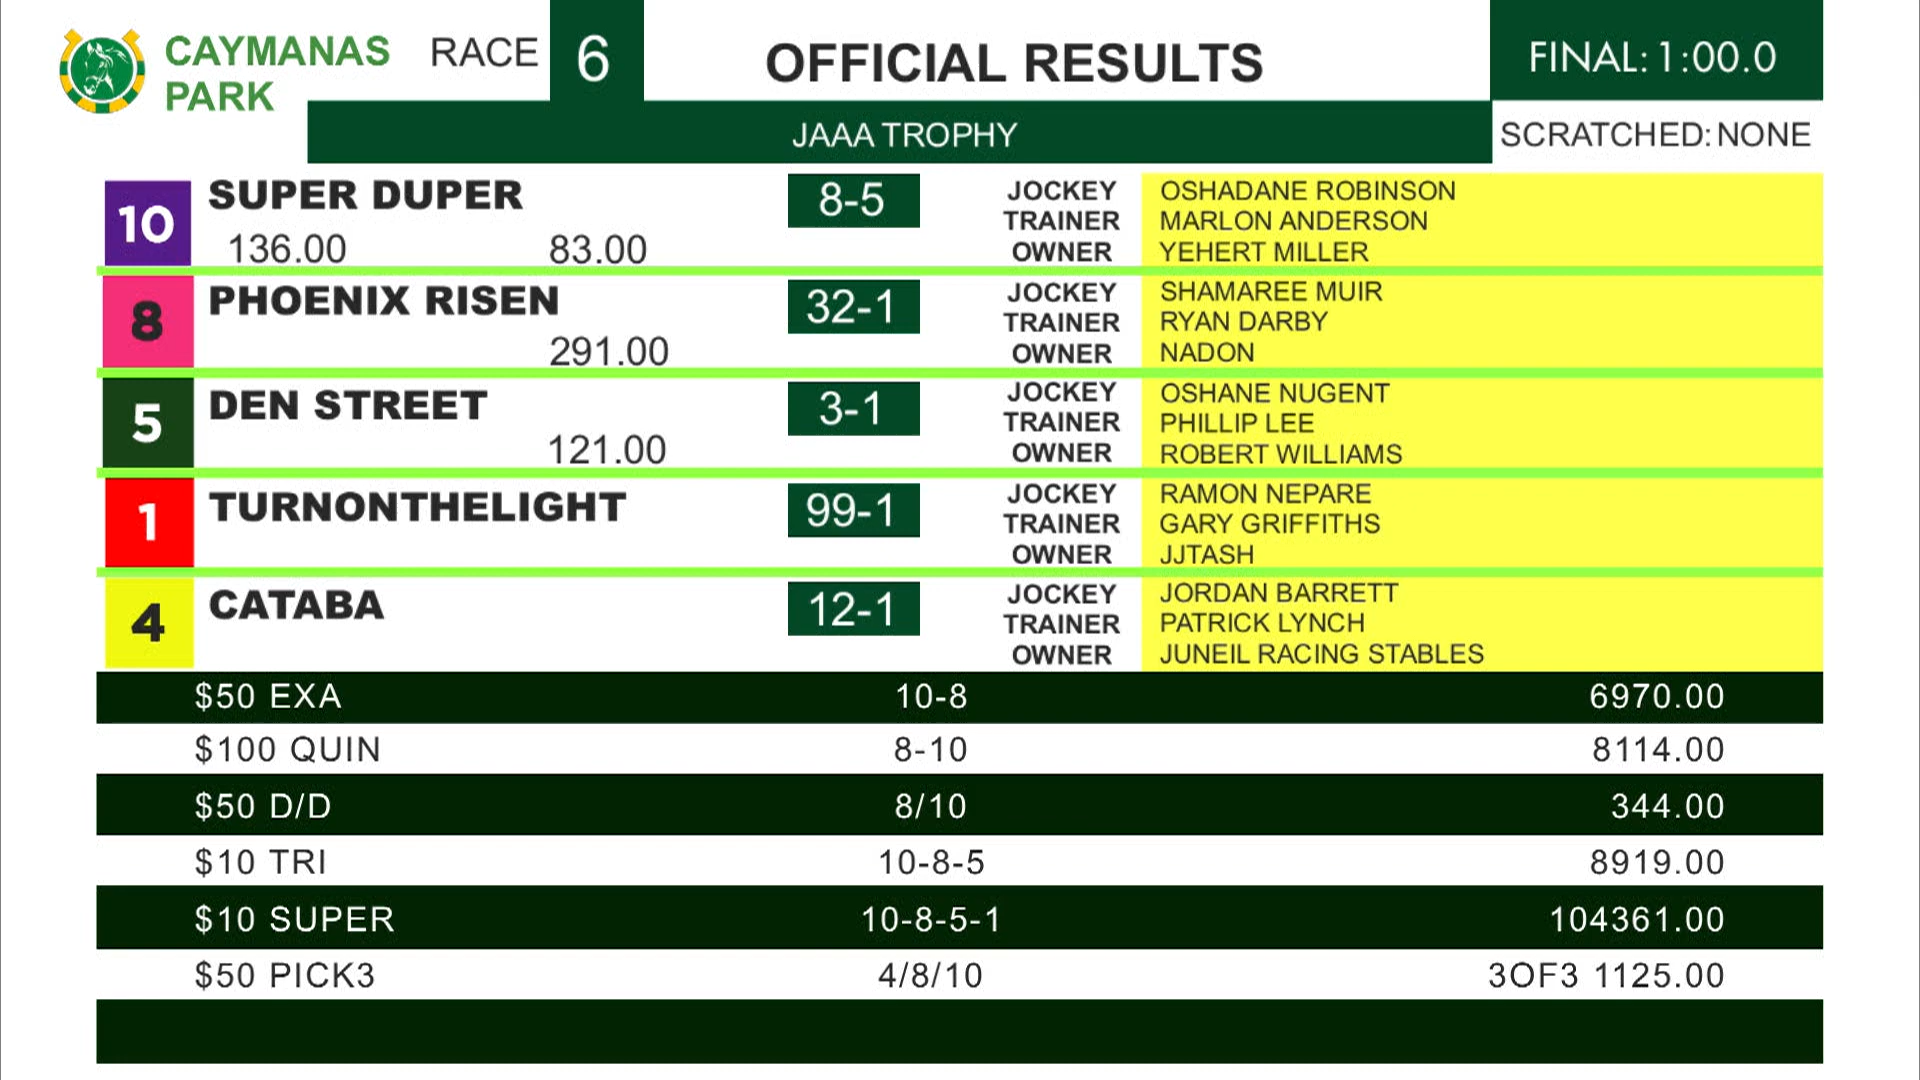 CAYMANAS
PARK
RACE 6
OFFICIAL RESULTS
FINAL: 1:00.0
JAAA TROPHY
SCRATCHED: NONE
10 SUPER DUPER 8-5
136.00 83.00
JOCKEY OSHADANE ROBINSON
TRAINER MARLON ANDERSON
OWNER YEHERT MILLER
8 PHOENIX RISEN 32-1
291.00
JOCKEY SHAMAREE MUIR
TRAINER RYAN DARBY
OWNER NADON
5 DEN STREET 3-1
121.00
JOCKEY OSHANE NUGENT
TRAINER PHILLIP LEE
OWNER ROBERT WILLIAMS
1 TURNONTHELIGHT 99-1
JOCKEY RAMON NEPARE
TRAINER GARY GRIFFITHS
OWNER JJTASH
4 CATABA 12-1
JOCKEY JORDAN BARRETT
TRAINER PATRICK LYNCH
OWNER JUNEIL RACING STABLES
$50 EXA 10-8 6970.00
$100 QUIN 8-10 8114.00
$50 D/D 8/10 344.00
$10 TRI 10-8-5 8919.00
$10 SUPER 10-8-5-1 104361.00
$50 PICK3 4/8/10 3OF3 1125.00